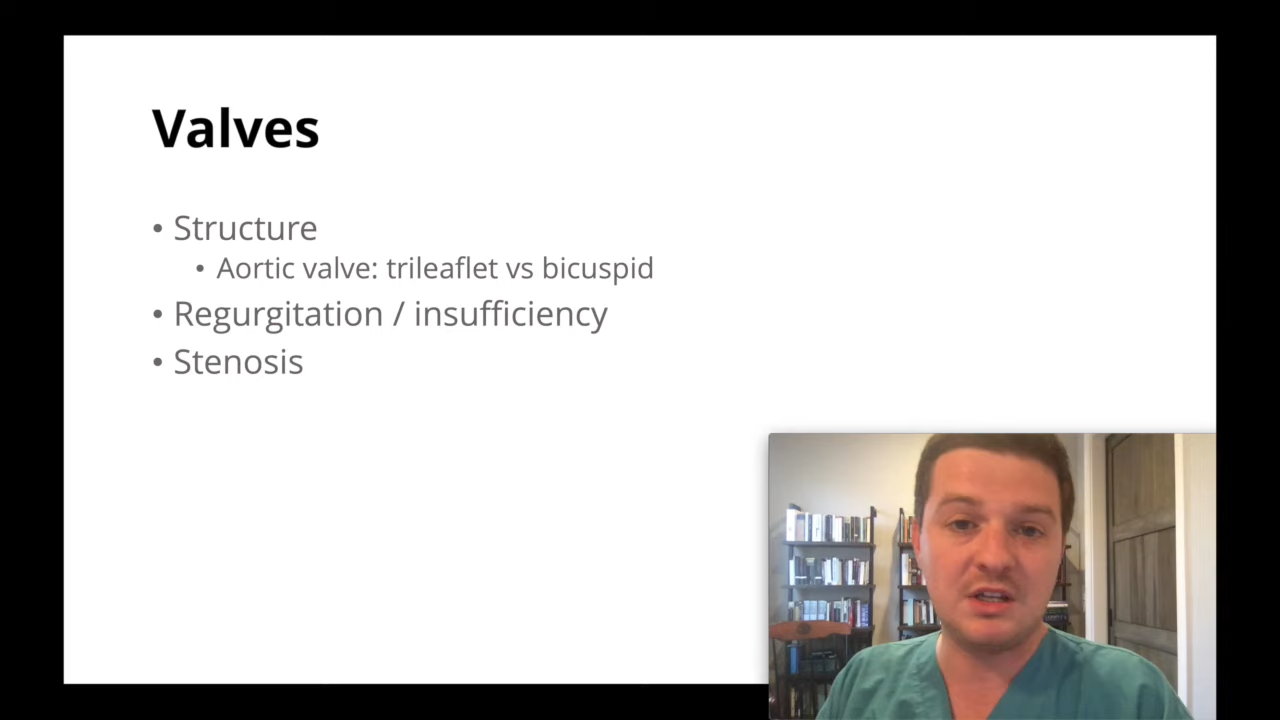 Valves
• Structure
• Aortic valve: trileaflet vs bicuspid
• Regurgitation / insufficiency
• Stenosis